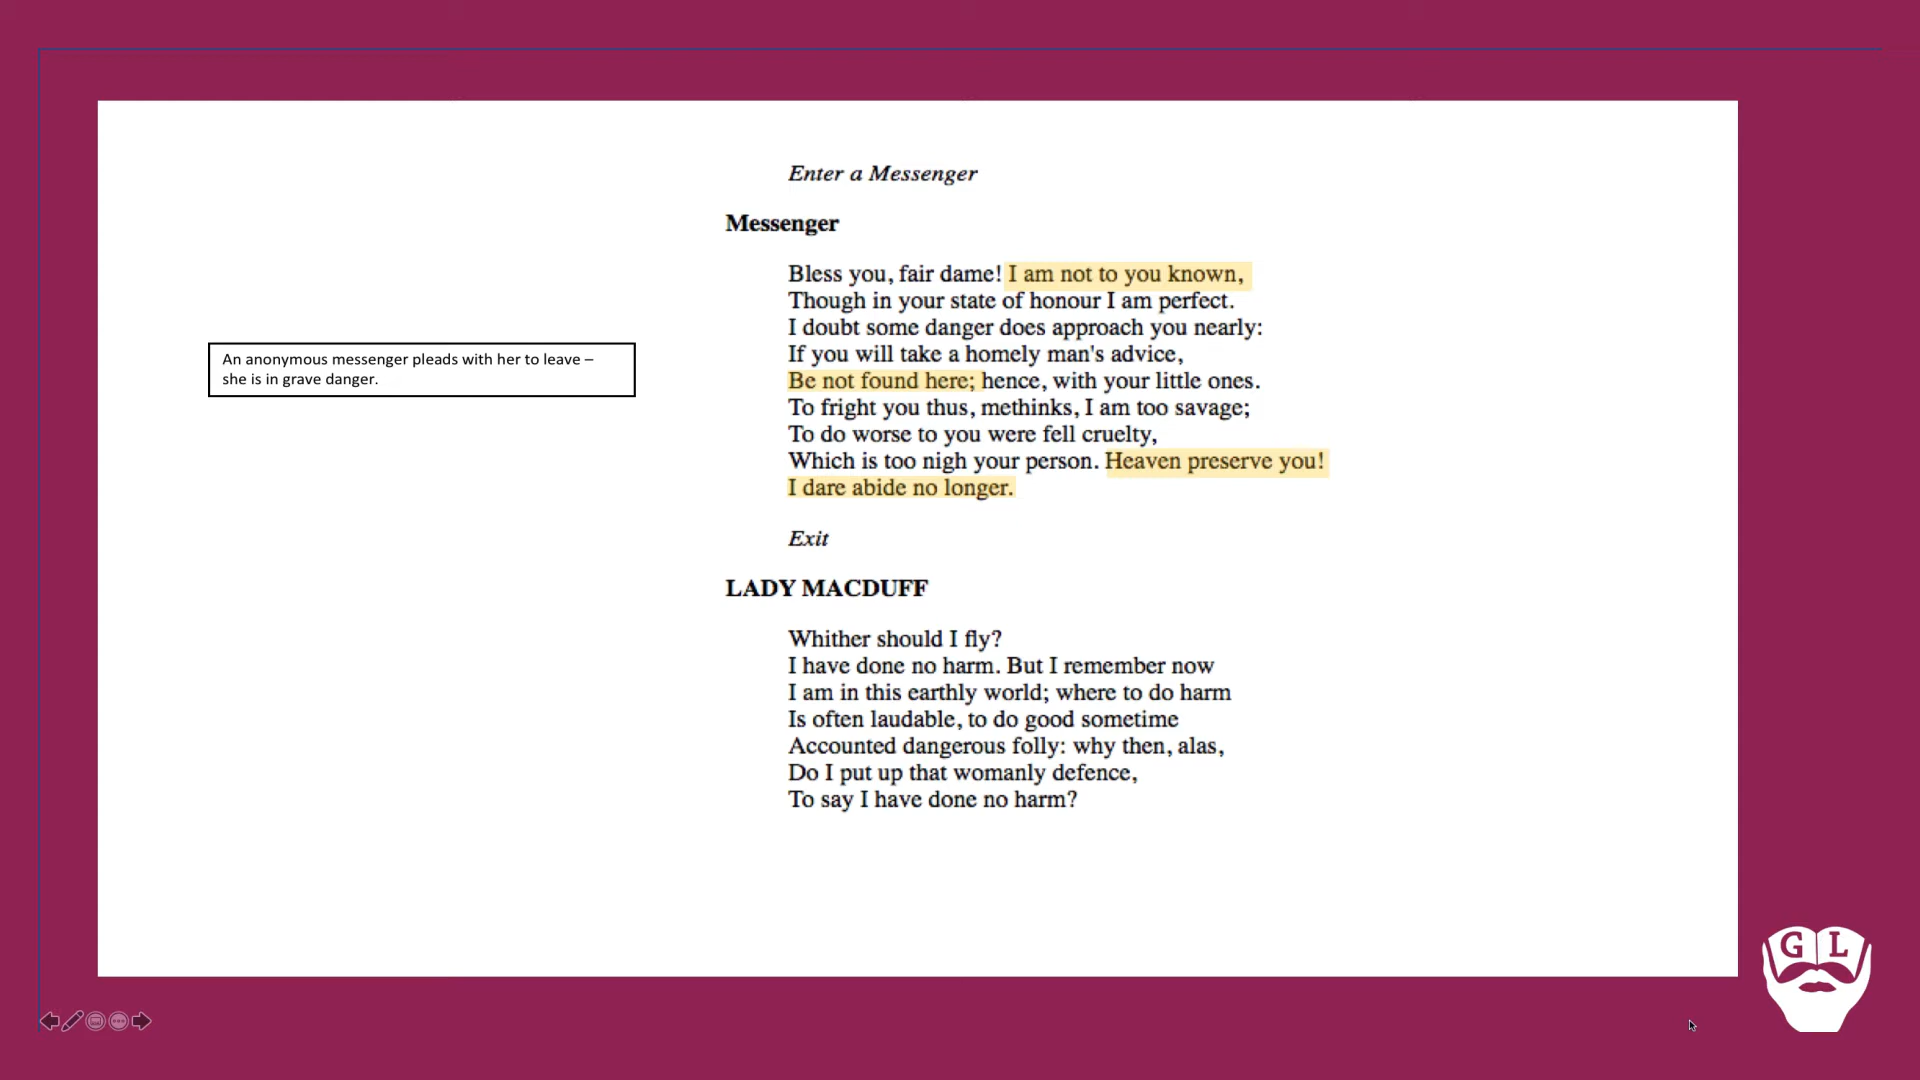 Enter a Messenger
Messenger
Bless you, fair dame! I am not to you known,
Though in your state of honour I am perfect.
I doubt some danger does approach you nearly:
If you will take a homely man's advice,
Be not found here; hence, with your little ones.
To fright you thus, methinks, I am too savage;
To do worse to you were fell cruelty,
Which is too nigh your person. Heaven preserve you!
I dare abide no longer.
Exit
An anonymous messenger pleads with her to leave –
she is in grave danger.
LADY MACDUFF
Whither should I fly?
I have done no harm. But I remember now
I am in this earthly world; where to do harm
Is often laudable, to do good sometime
Accounted dangerous folly: why then, alas,
Do I put up that womanly defence,
To say I have done no harm?
G L